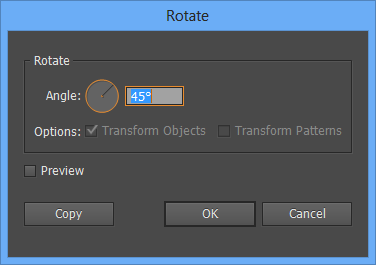 Rotate
Rotate
Angle: 45°
Options: Transform Objects Transform Patterns
Preview
Copy OK Cancel